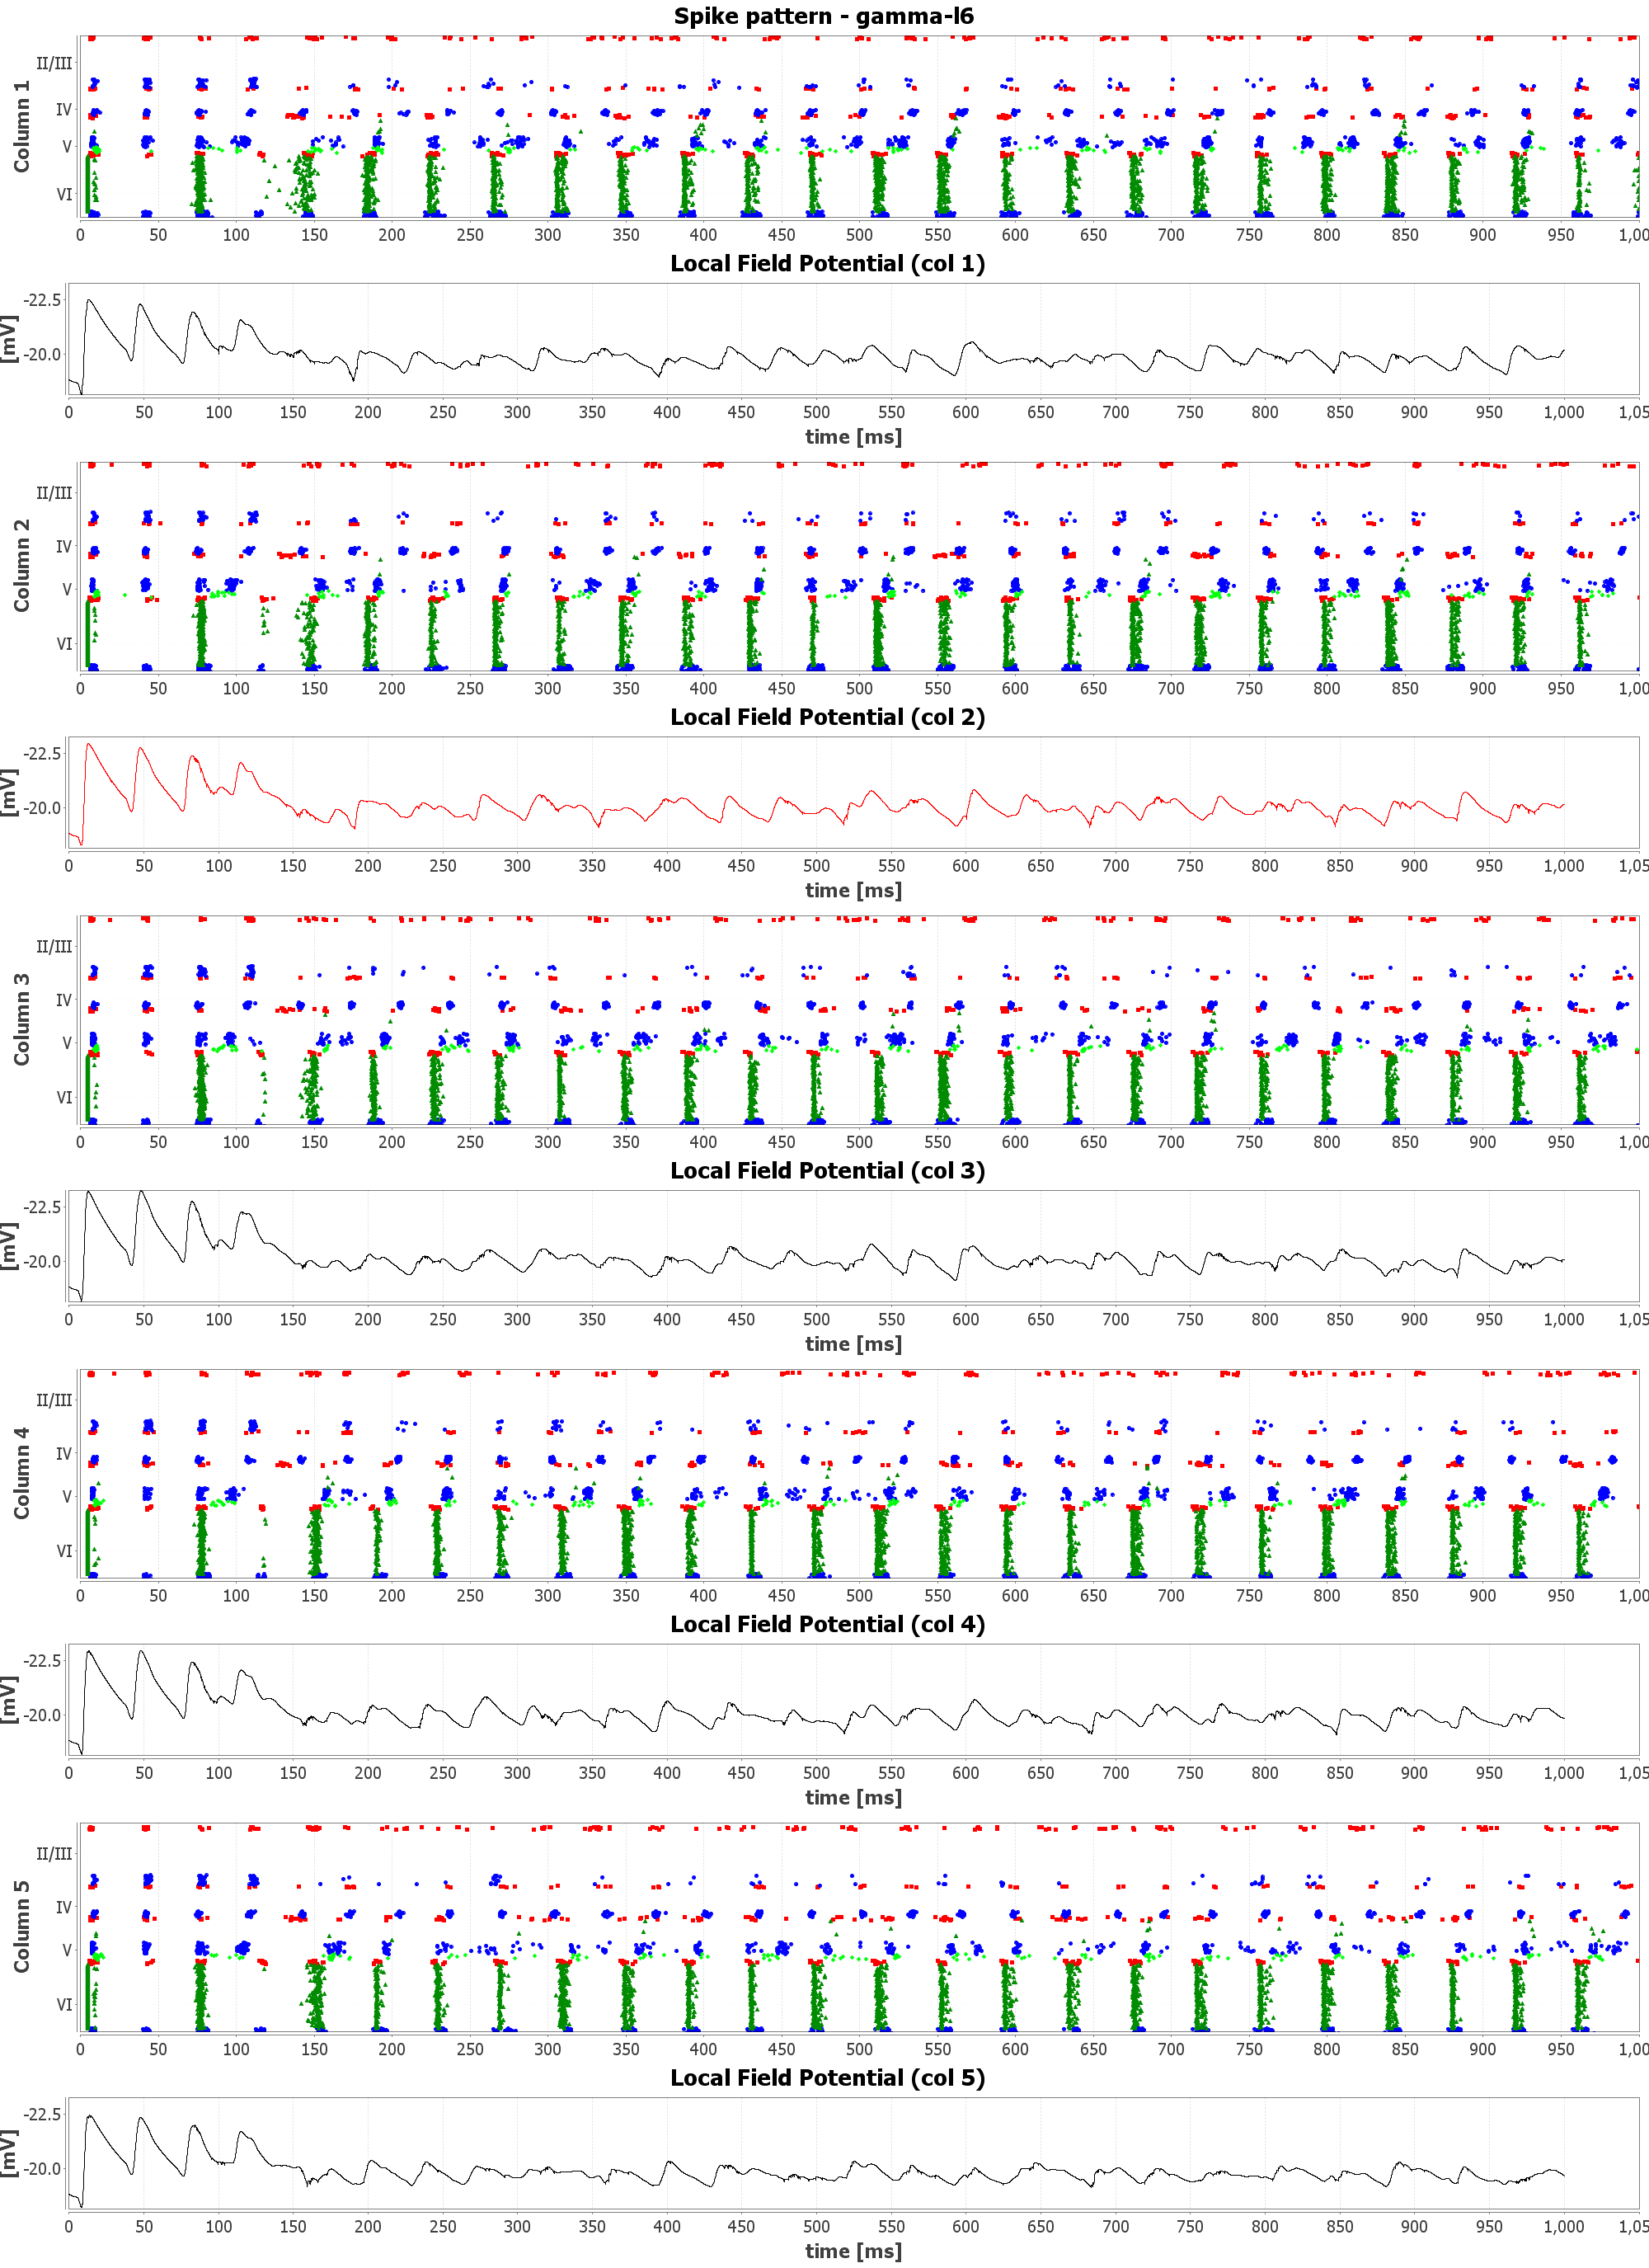 Spike pattern - gamma-l6
Column 1
II/III
IV
V
VI
0 50 100 150 200 250 300 350 400 450 500 550 600 650 700 750 800 850 900 950 1,000
Local Field Potential (col 1)
[mV]
-22.5
-20.0
0 50 100 150 200 250 300 350 400 450 500 550 600 650 700 750 800 850 900 950 1,000 1,05
time [ms]
Column 2
II/III
IV
V
VI
0 50 100 150 200 250 300 350 400 450 500 550 600 650 700 750 800 850 900 950 1,00
Local Field Potential (col 2)
[mV]
-22.5
-20.0
0 50 100 150 200 250 300 350 400 450 500 550 600 650 700 750 800 850 900 950 1,000 1,05
time [ms]
Column 3
II/III
IV
V
VI
0 50 100 150 200 250 300 350 400 450 500 550 600 650 700 750 800 850 900 950 1,00
Local Field Potential (col 3)
[mV]
-22.5
-20.0
0 50 100 150 200 250 300 350 400 450 500 550 600 650 700 750 800 850 900 950 1,000 1,05
time [ms]
Column 4
II/III
IV
V
VI
0 50 100 150 200 250 300 350 400 450 500 550 600 650 700 750 800 850 900 950 1,00
Local Field Potential (col 4)
[mV]
-22.5
-20.0
0 50 100 150 200 250 300 350 400 450 500 550 600 650 700 750 800 850 900 950 1,000 1,05
time [ms]
Column 5
II/III
IV
V
VI
0 50 100 150 200 250 300 350 400 450 500 550 600 650 700 750 800 850 900 950 1,00
Local Field Potential (col 5)
[mV]
-22.5
-20.0
0 50 100 150 200 250 300 350 400 450 500 550 600 650 700 750 800 850 900 950 1,000 1,05
time [ms]